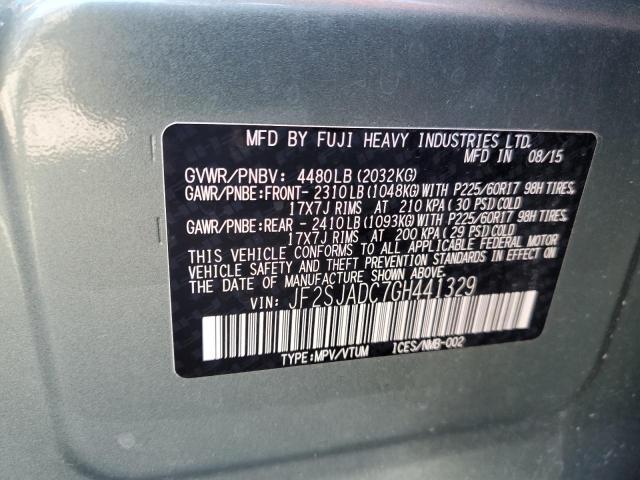 MFD BY FUJI HEAVY INDUSTRIES LTD.
MFD IN 08/15
GVWR/PNBV: 4480LB(2032KG)
GAWR/PNBE:FRONT- 2310LB(1048KG)WITH P225/60R17 98H TIRES,
17X7J RIMS AT 210 KPA(30 PSI)COLD
GAWR/PNBE:REAR - 2410LB(1093KG)WITH P225/60R17 98H TIRES,
17X7J RIMS AT 200 KPA(29 PSI)COLD
THIS VEHICLE CONFORMS TO ALL APPLICABLE FEDERAL MOTOR
VEHICLE SAFETY AND THEFT PREVENTION STANDARDS IN EFFECT ON
THE DATE OF MANUFACTURE SHOWN ABOVE.
VIN: JF2SJADC7GH441329
TYPE:MPV/VTUM ICES/NMB-002